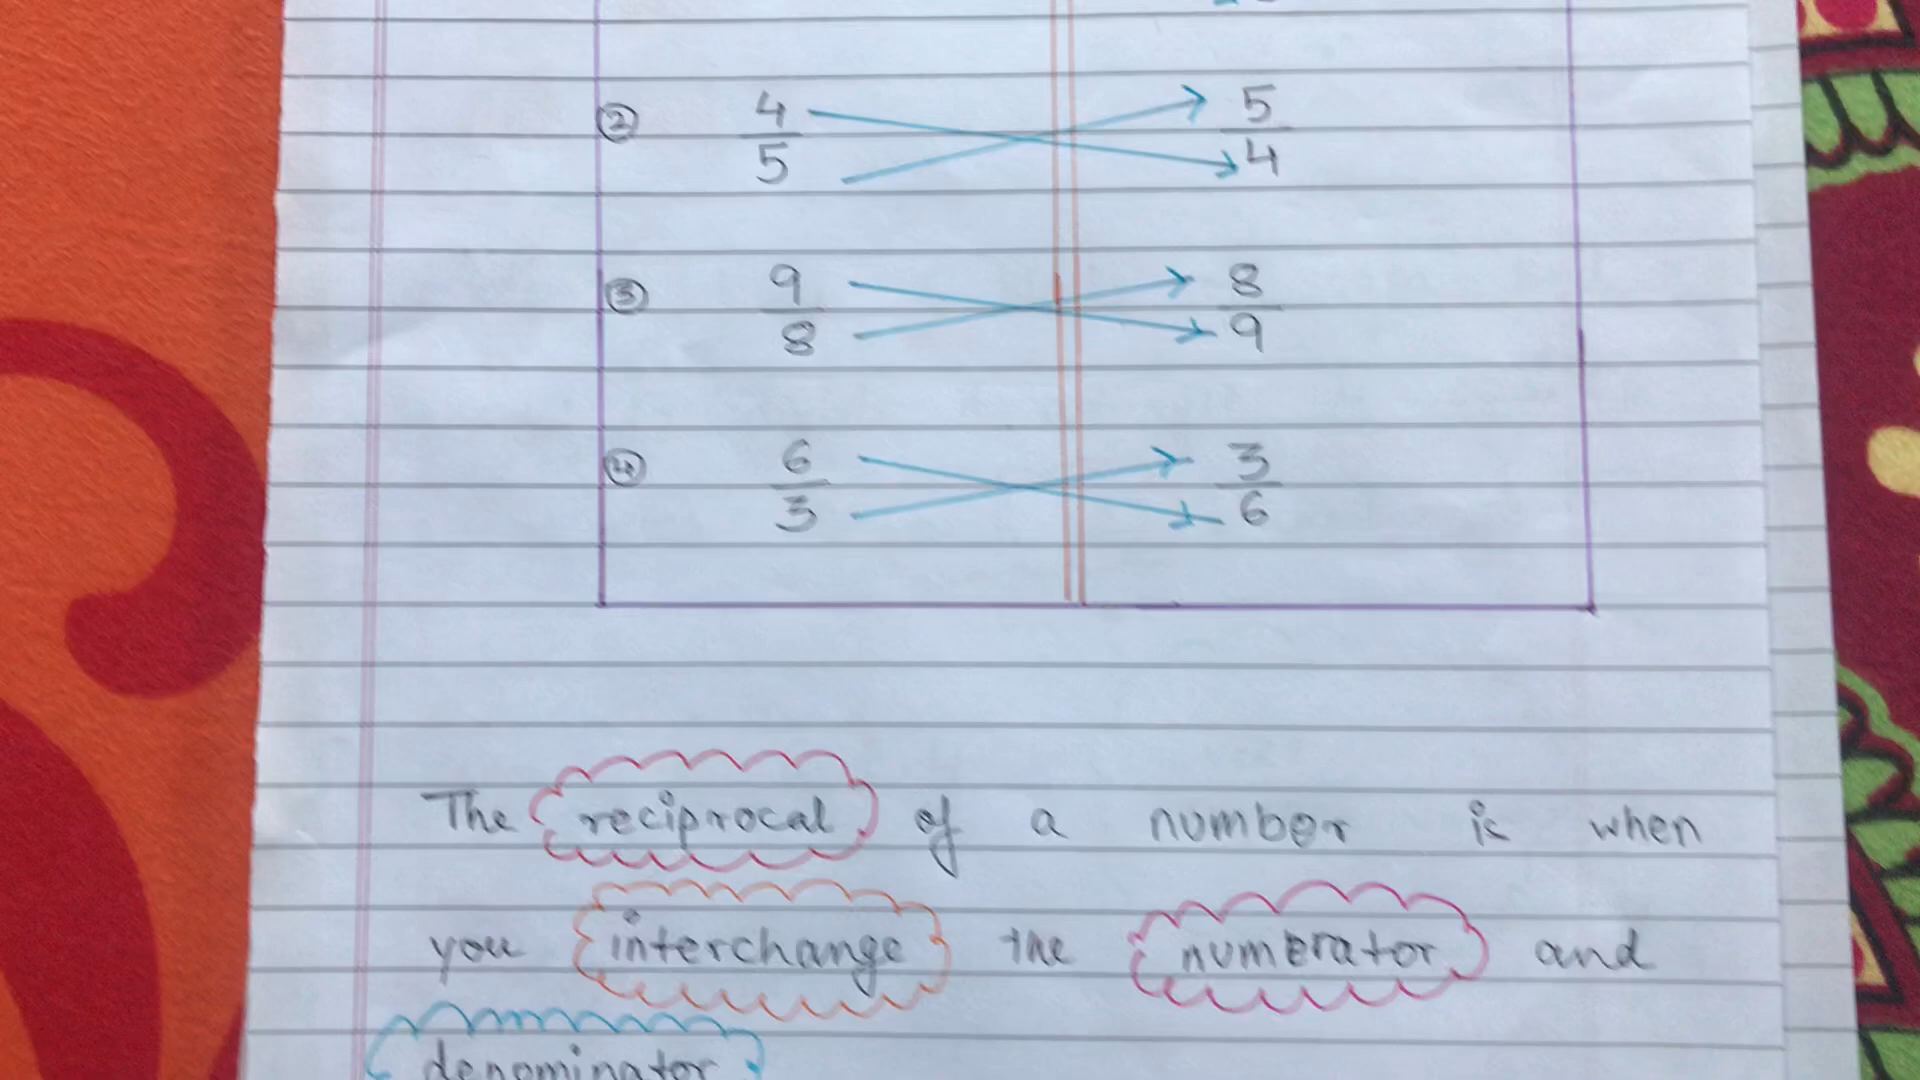 ② 4/5 5/4
③ 9/8 8/9
④ 6/3 3/6
The reciprocal of a number is when
you interchange the numerator and
denominator